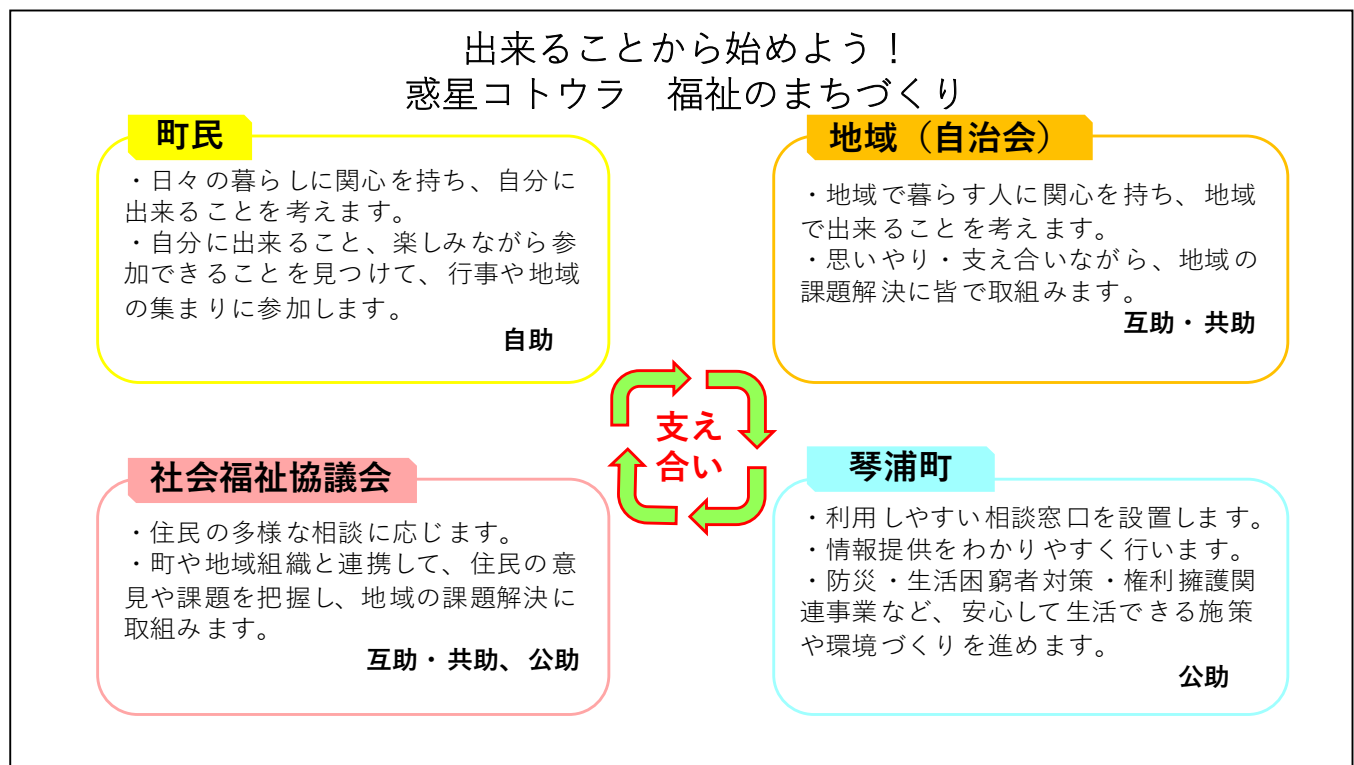 出来ることから始めよう！
惑星コトウラ　福祉のまちづくり
町民
・日々の暮らしに関心を持ち、自分に
出来ることを考えます。
・自分に出来ること、楽しみながら参
加できることを見つけて、行事や地域
の集まりに参加します。
自助
地域（自治会）
・地域で暮らす人に関心を持ち、地域
で出来ることを考えます。
・思いやり・支え合いながら、地域の
課題解決に皆で取組みます。
互助・共助
支え
合い
社会福祉協議会
・住民の多様な相談に応じます。
・町や地域組織と連携して、住民の意
見や課題を把握し、地域の課題解決に
取組みます。
互助・共助、公助
琴浦町
・利用しやすい相談窓口を設置します。
・情報提供をわかりやすく行います。
・防災・生活困窮者対策・権利擁護関
連事業など、安心して生活できる施策
や環境づくりを進めます。
公助